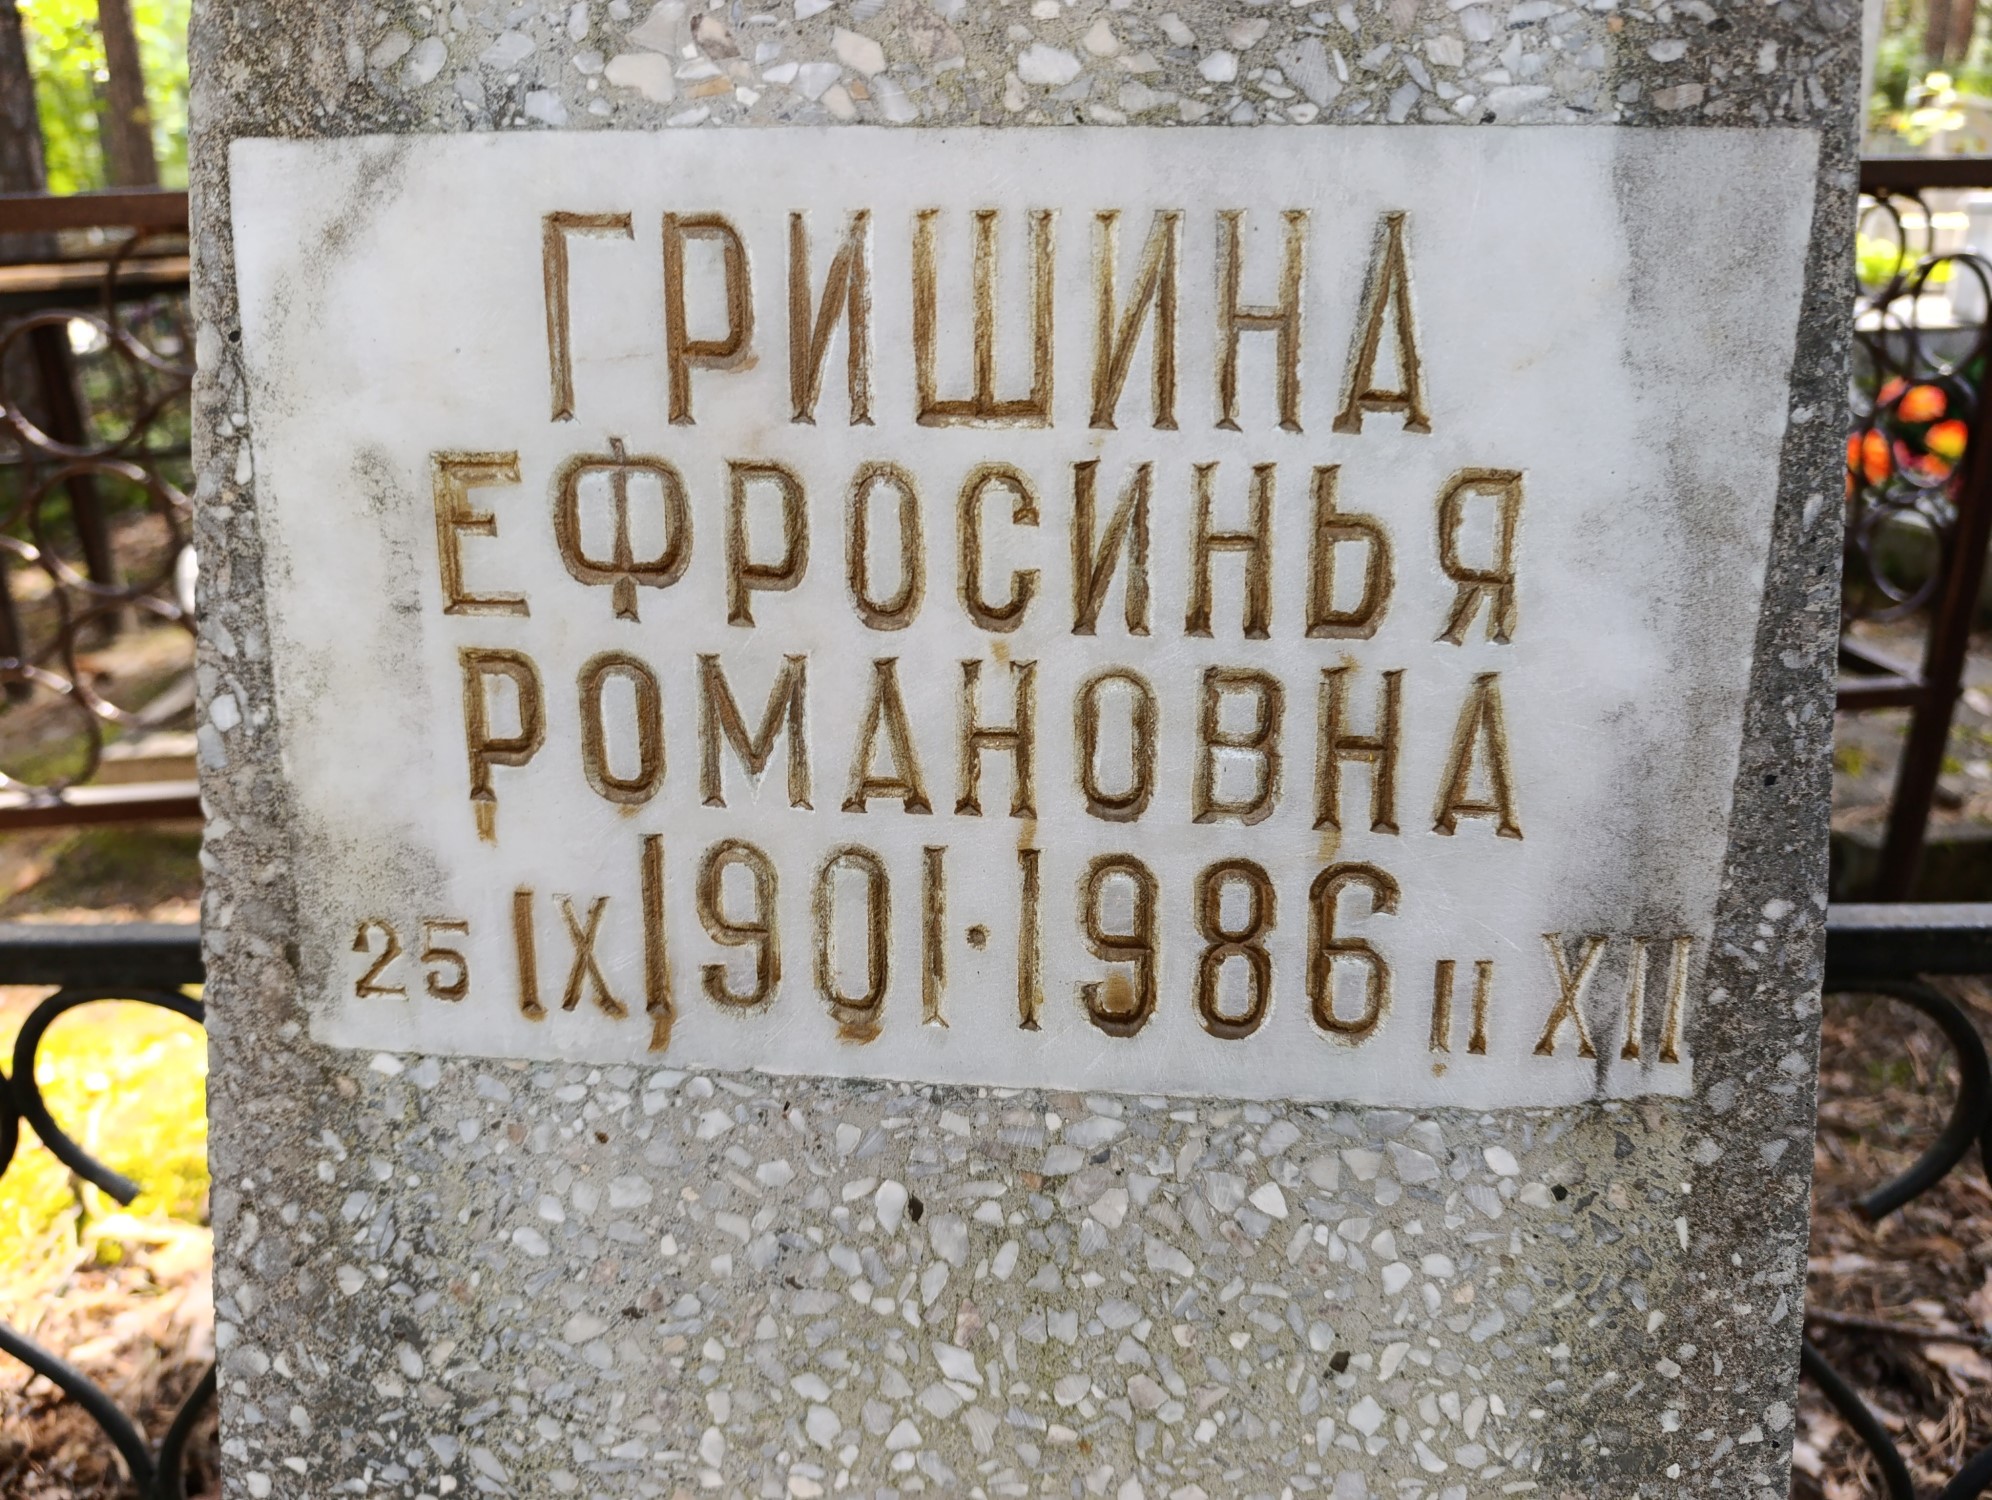 ГРИШИНА
ЕФРОСИНЬЯ
РОМАНОВНА
25 IX 1901 · 1986 11 XII